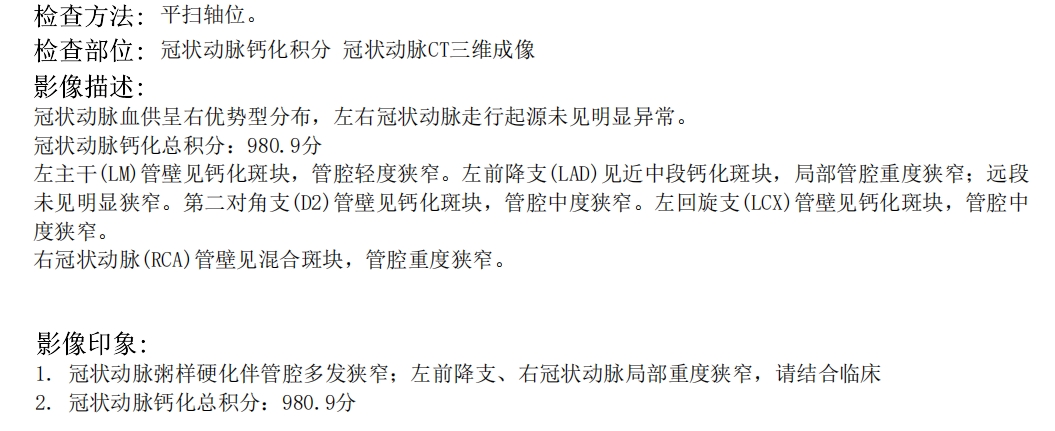 检查方法: 平扫轴位。
检查部位: 冠状动脉钙化积分 冠状动脉CT三维成像
影像描述:
冠状动脉血供呈右优势型分布，左右冠状动脉走行起源未见明显异常。
冠状动脉钙化总积分：980.9分
左主干(LM)管壁见钙化斑块，管腔轻度狭窄。左前降支(LAD)见近中段钙化斑块，局部管腔重度狭窄；远段
未见明显狭窄。第二对角支(D2)管壁见钙化斑块，管腔中度狭窄。左回旋支(LCX)管壁见钙化斑块，管腔中
度狭窄。
右冠状动脉(RCA)管壁见混合斑块，管腔重度狭窄。
影像印象:
1. 冠状动脉粥样硬化伴管腔多发狭窄；左前降支、右冠状动脉局部重度狭窄，请结合临床
2. 冠状动脉钙化总积分：980.9分